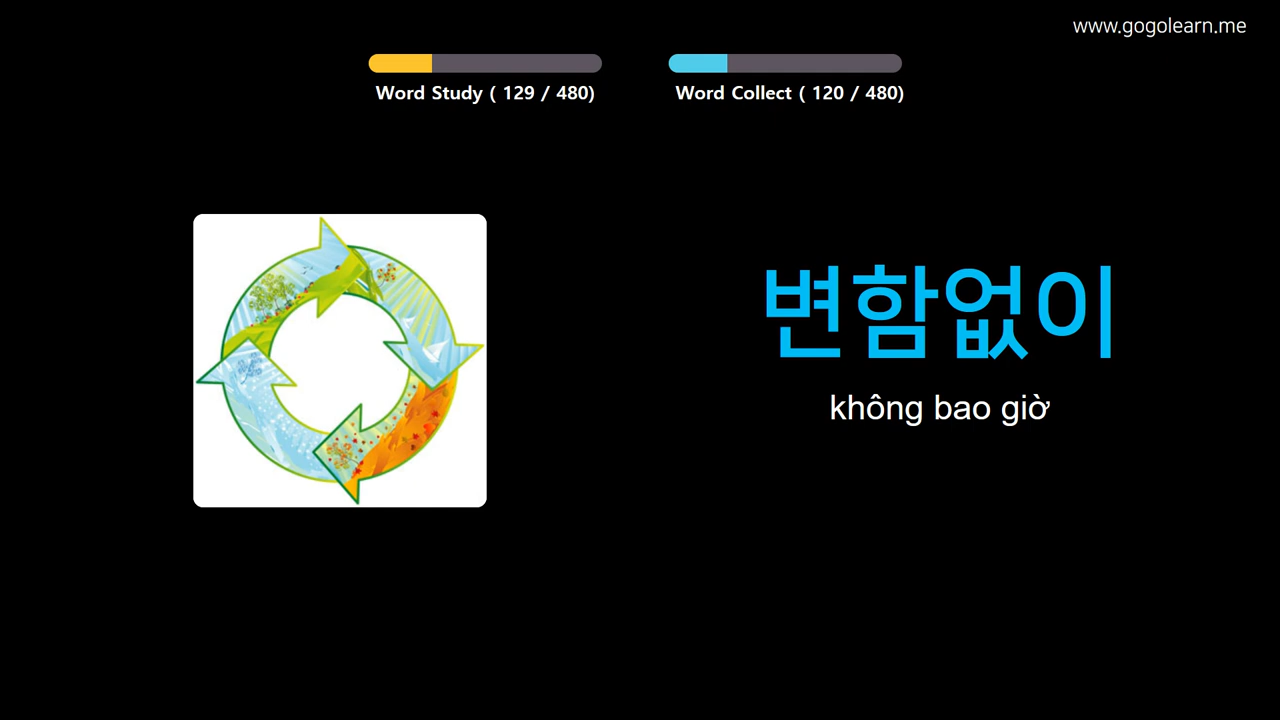 www.gogolearn.me
Word Study ( 129 / 480)
Word Collect ( 120 / 480)
변함없이
không bao giờ